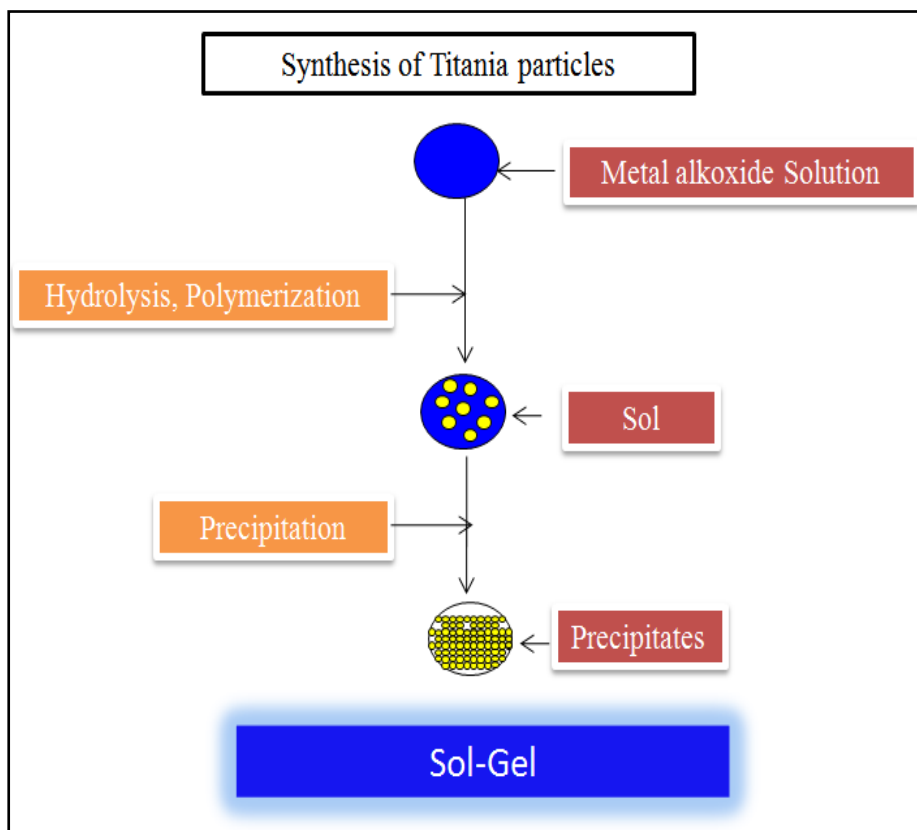 Synthesis of Titania particles
Metal alkoxide Solution
Hydrolysis, Polymerization
Sol
Precipitation
Precipitates
Sol-Gel